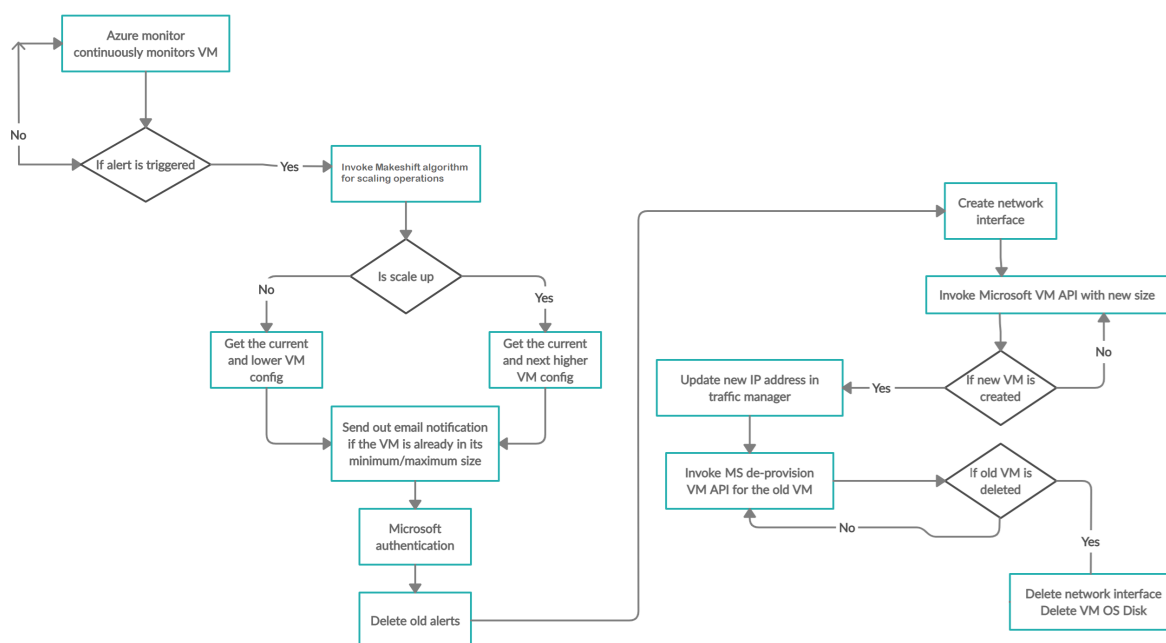 Azure monitor
continuously monitors VM
No
If alert is triggered
Yes
Invoke Makeshift algorithm
for scaling operations
Is scale up
No
Yes
Get the current
and lower VM
config
Get the current
and next higher
VM config
Send out email notification
if the VM is already in its
minimum/maximum size
Microsoft
authentication
Delete old alerts
Create network
interface
Invoke Microsoft VM API with new size
No
If new VM is
created
Yes
Update new IP address in
traffic manager
Invoke MS de-provision
VM API for the old VM
If old VM is
deleted
No
Yes
Delete network interface
Delete VM OS Disk